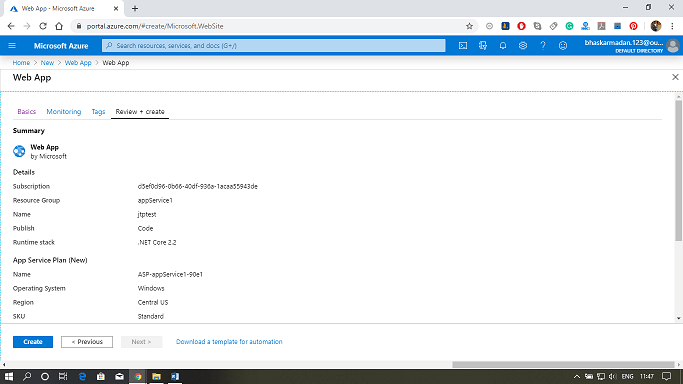 Web App - Microsoft Azure
portal.azure.com/#create/Microsoft.WebSite
Microsoft Azure
Search resources, services, and docs (G+/)
bhaskarmadan.123@ou...
DEFAULT DIRECTORY
Home > New > Web App > Web App
Web App
Basics Monitoring Tags Review + create
Summary
Web App
by Microsoft
Details
Subscription d5ef0d96-0b66-40df-936a-1acaa55943de
Resource Group appService1
Name jtptest
Publish Code
Runtime stack .NET Core 2.2
App Service Plan (New)
Name ASP-appService1-90e1
Operating System Windows
Region Central US
SKU Standard
Create < Previous Next > Download a template for automation
ENG 11:47